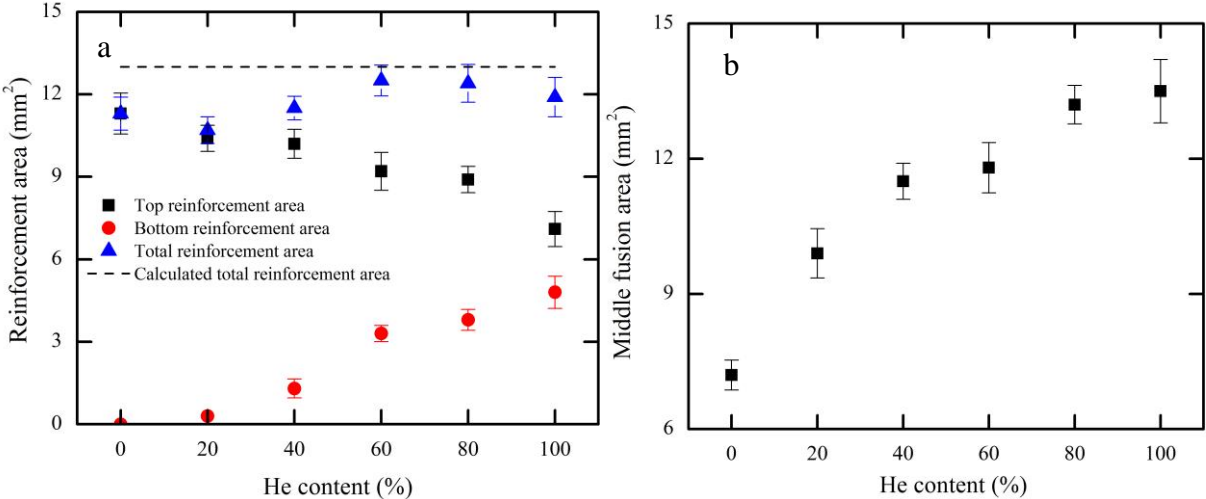 a
15
12
9
6
3
0
Reinforcement area (mm²)
Top reinforcement area
Bottom reinforcement area
Total reinforcement area
Calculated total reinforcement area
0 20 40 60 80 100
He content (%)
b
15
12
9
6
Middle fusion area (mm²)
0 20 40 60 80 100
He content (%)